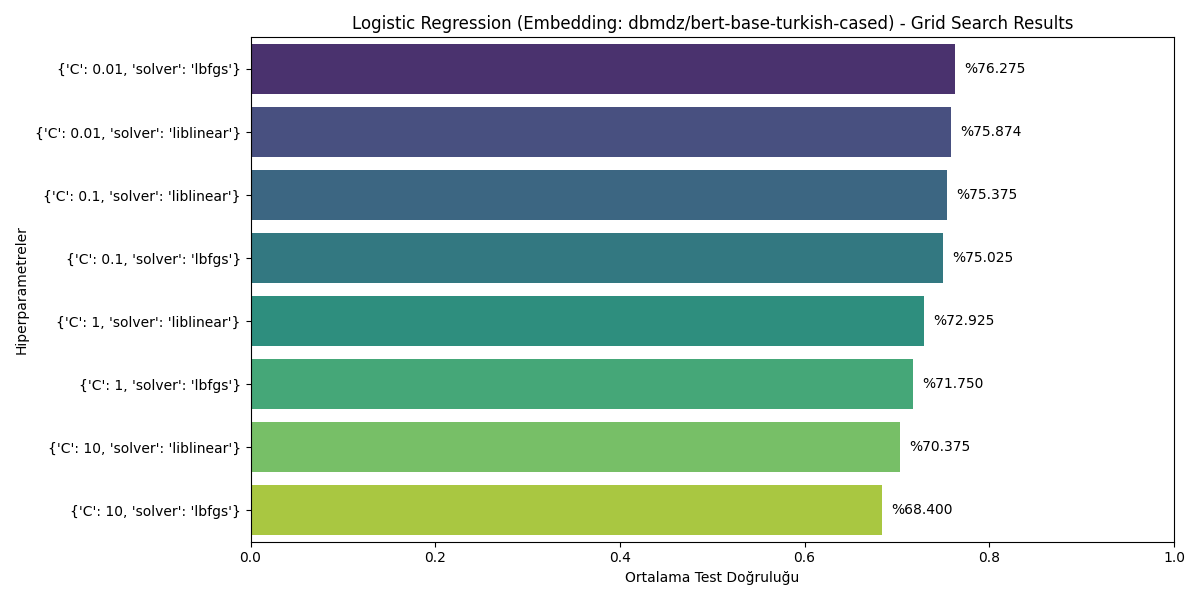 Logistic Regression (Embedding: dbmdz/bert-base-turkish-cased) - Grid Search Results
Hiperparametreler
{'C': 0.01, 'solver': 'lbfgs'} %76.275
{'C': 0.01, 'solver': 'liblinear'} %75.874
{'C': 0.1, 'solver': 'liblinear'} %75.375
{'C': 0.1, 'solver': 'lbfgs'} %75.025
{'C': 1, 'solver': 'liblinear'} %72.925
{'C': 1, 'solver': 'lbfgs'} %71.750
{'C': 10, 'solver': 'liblinear'} %70.375
{'C': 10, 'solver': 'lbfgs'} %68.400
0.0 0.2 0.4 0.6 0.8 1.0
Ortalama Test Doğruluğu